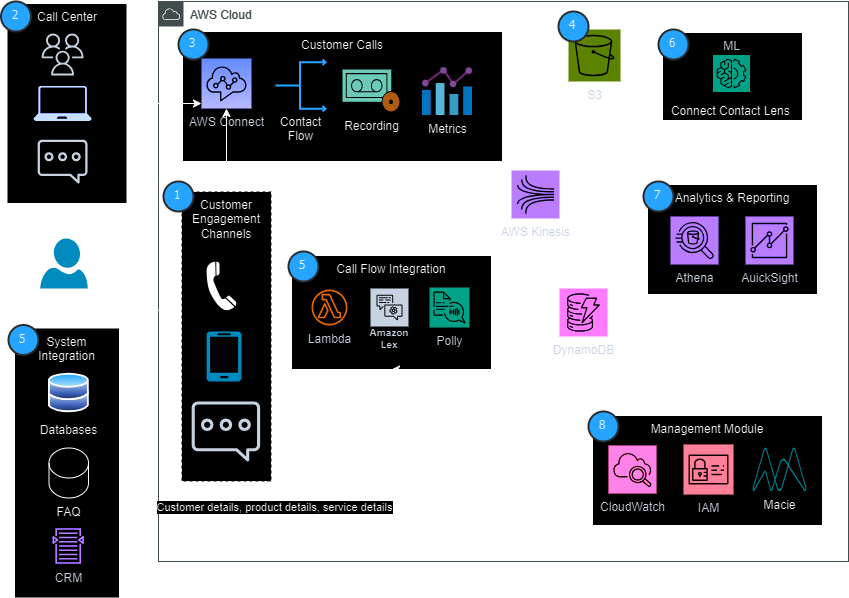 2
Call Center
AWS Cloud
3
Customer Calls
AWS Connect
Contact
Flow
Recording
Metrics
4
S3
6
ML
Connect Contact Lens
1
Customer
Engagement
Channels
AWS Kinesis
7
Analytics & Reporting
Athena
AuickSight
5
Call Flow Integration
Lambda
Amazon
Lex
Polly
DynamoDB
5
System
Integration
Databases
FAQ
CRM
8
Management Module
CloudWatch
IAM
Macie
Customer details, product details, service details